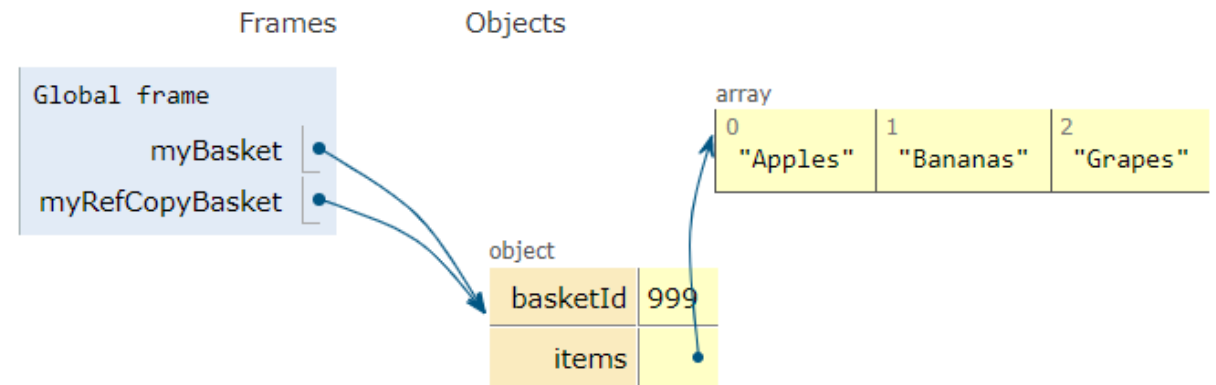 Frames Objects
Global frame
myBasket
myRefCopyBasket
array
0 1 2
"Apples" "Bananas" "Grapes"
object
basketId 999
items